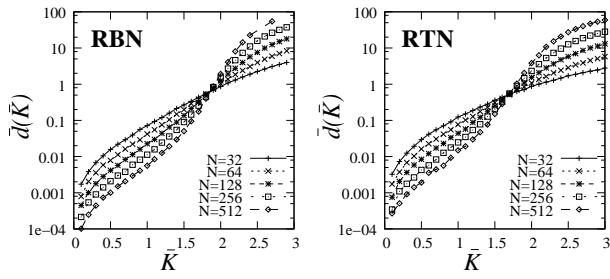 RBN
100
10
1
0.1
0.01
0.001
1e-04
d̄(K̄)
N=32
N=64
N=128
N=256
N=512
0 0.5 1 1.5 2 2.5 3
K̄
RTN
100
10
1
0.1
0.01
0.001
1e-04
d̄(K̄)
N=32
N=64
N=128
N=256
N=512
0 0.5 1 1.5 2 2.5 3
K̄